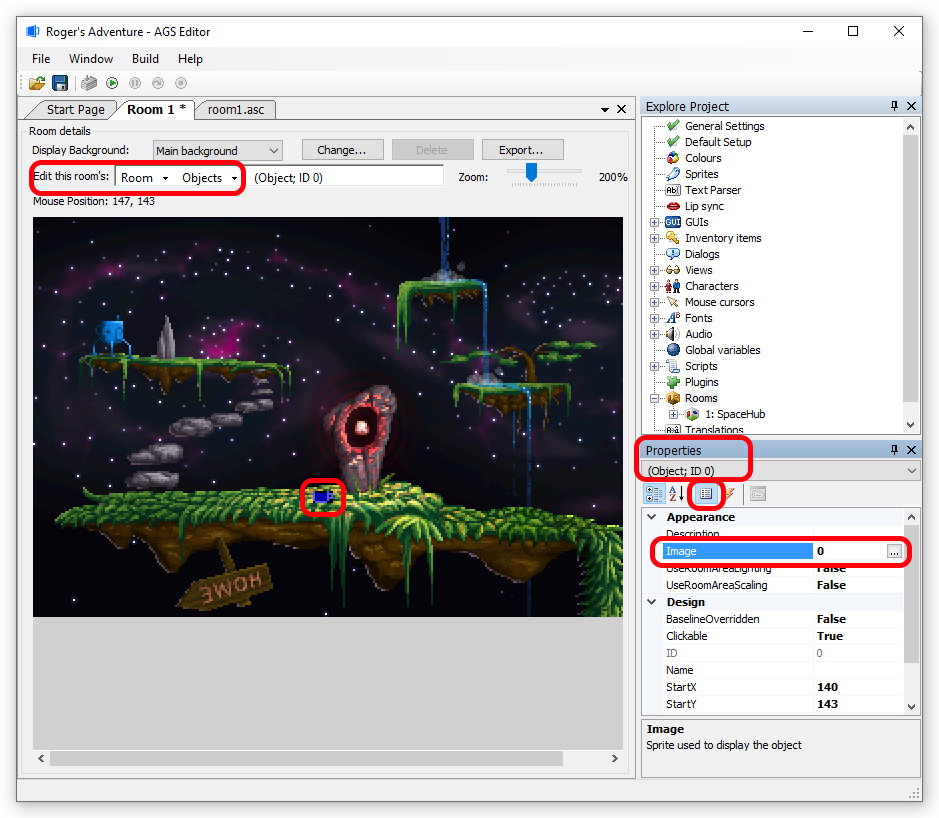 Roger's Adventure - AGS Editor
File Window Build Help
Start Page Room 1 * room1.asc
Room details
Display Background: Main background Change... Delete Export...
Edit this room's: Room Objects (Object; ID 0) Zoom: 200%
Mouse Position: 147, 143
HOME
Explore Project
General Settings
Default Setup
Colours
Sprites
Text Parser
Lip sync
GUIs
Inventory items
Dialogs
Views
Characters
Mouse cursors
Fonts
Audio
Global variables
Scripts
Plugins
Rooms
1: SpaceHub
Translations
Properties
(Object; ID 0)
Appearance
Description
Image 0 ...
UseRoomAreaLighting False
UseRoomAreaScaling False
Design
BaselineOverridden False
Clickable True
ID 0
Name
StartX 140
StartY 143
Image
Sprite used to display the object